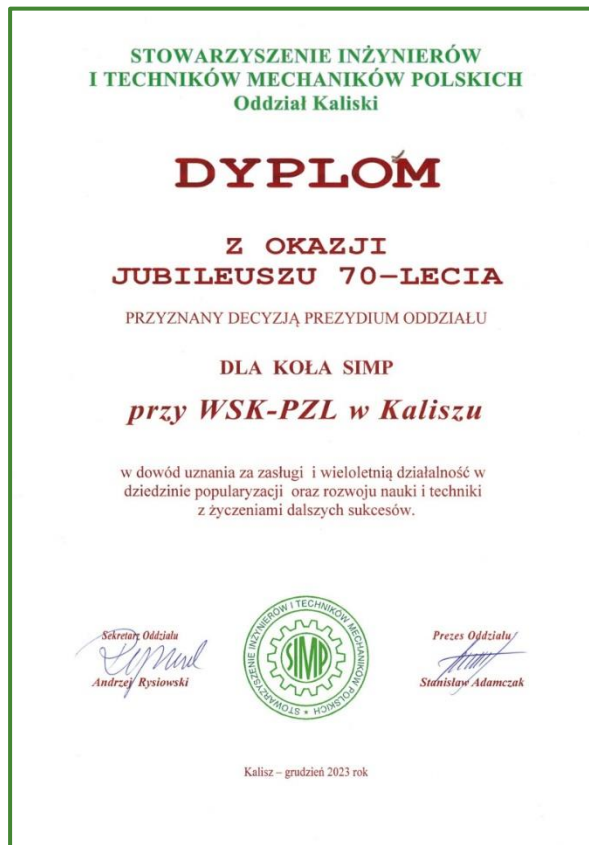 STOWARZYSZENIE INŻYNIERÓW
I TECHNIKÓW MECHANIKÓW POLSKICH
Oddział Kaliski
DYPLOM
Z OKAZJI
JUBILEUSZU 70-LECIA
PRZYZNANY DECYZJĄ PREZYDIUM ODDZIAŁU
DLA KOŁA SIMP
przy WSK-PZL w Kaliszu
w dowód uznania za zasługi i wieloletnią działalność w
dziedzinie popularyzacji oraz rozwoju nauki i techniki
z życzeniami dalszych sukcesów.
Sekretarz Oddziału
Andrzej Rysiowski
STOWARZYSZENIE INŻYNIERÓW I TECHNIKÓW MECHANIKÓW POLSKICH
SIMP
Prezes Oddziału
Stanisław Adamczak
Kalisz – grudzień 2023 rok